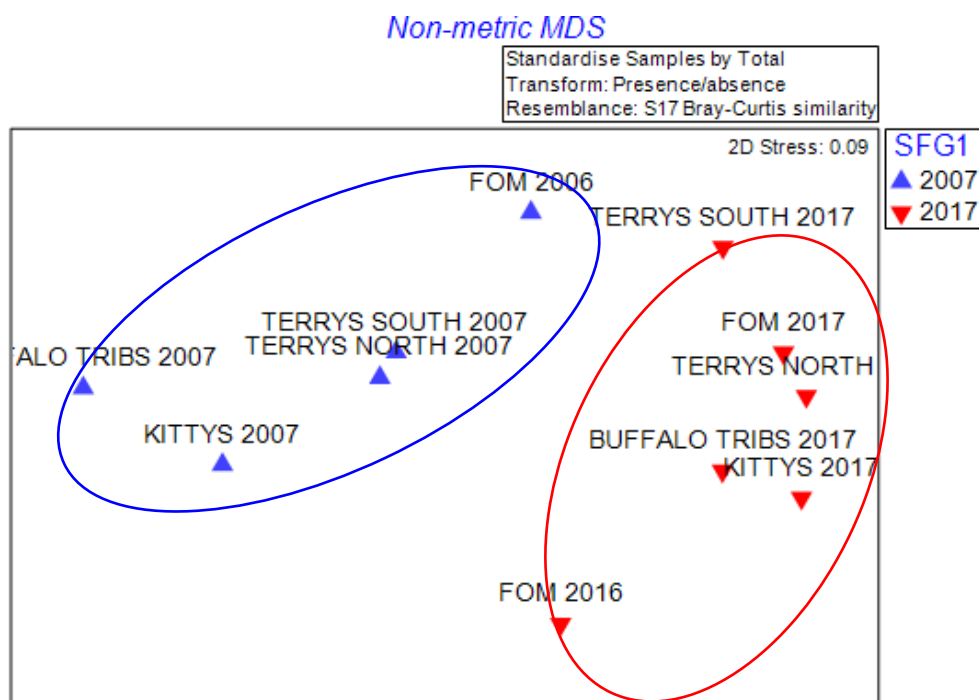 Non-metric MDS
Standardise Samples by Total
Transform: Presence/absence
Resemblance: S17 Bray-Curtis similarity
2D Stress: 0.09
SFG1
2007
2017
FOM 2006
TERRYS SOUTH 2017
TERRYS SOUTH 2007
FOM 2017
TERRYS NORTH 2007
FALO TRIBS 2007
TERRYS NORTH
KITTYS 2007
BUFFALO TRIBS 2017
KITTYS 2017
FOM 2016